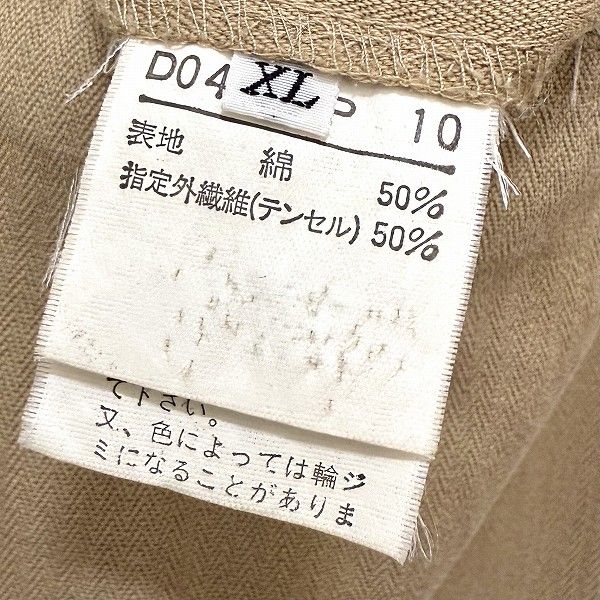 D04 10
XL
表地 綿 50%
指定外繊維(テンセル) 50%
て下さい。
又、色によっては輪ジ
ミになることがありま